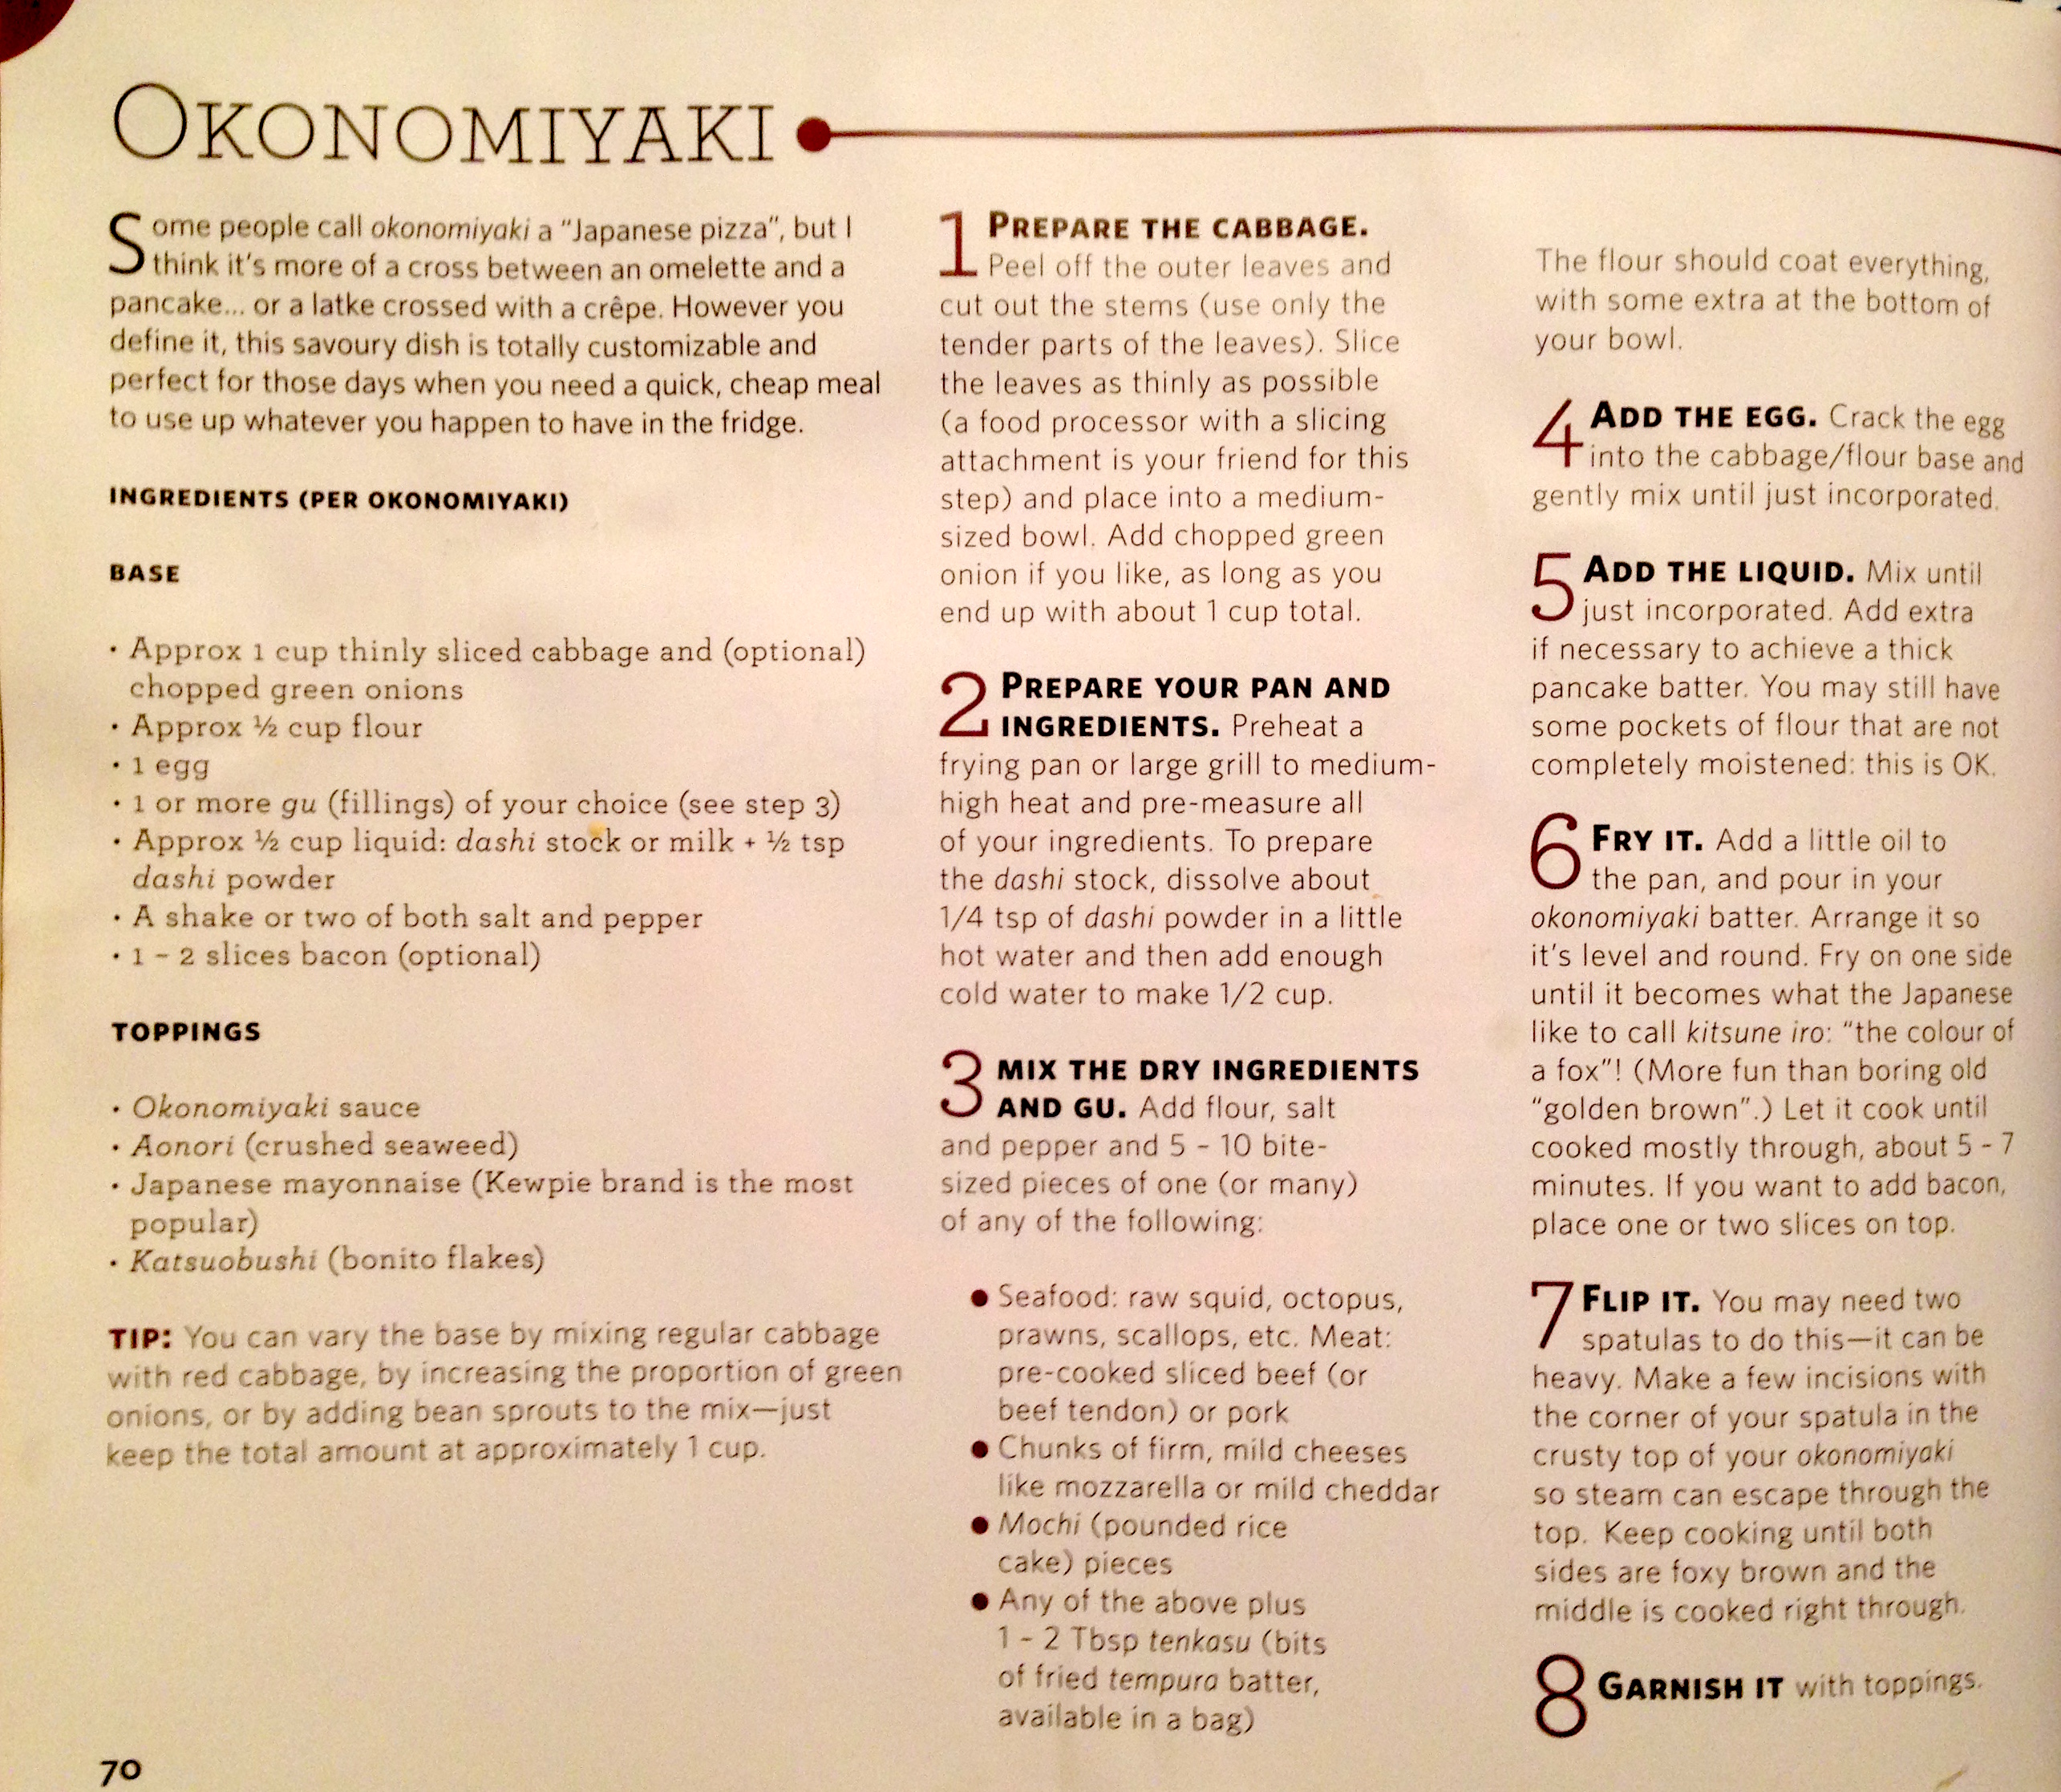 OKONOMIYAKI
Some people call okonomiyaki a "Japanese pizza", but I
think it's more of a cross between an omelette and a
pancake... or a latke crossed with a crêpe. However you
define it, this savoury dish is totally customizable and
perfect for those days when you need a quick, cheap meal
to use up whatever you happen to have in the fridge.
INGREDIENTS (PER OKONOMIYAKI)
BASE
• Approx 1 cup thinly sliced cabbage and (optional)
chopped green onions
• Approx ½ cup flour
• 1 egg
• 1 or more gu (fillings) of your choice (see step 3)
• Approx ½ cup liquid: dashi stock or milk + ½ tsp
dashi powder
• A shake or two of both salt and pepper
• 1 – 2 slices bacon (optional)
TOPPINGS
• Okonomiyaki sauce
• Aonori (crushed seaweed)
• Japanese mayonnaise (Kewpie brand is the most
popular)
• Katsuobushi (bonito flakes)
TIP: You can vary the base by mixing regular cabbage
with red cabbage, by increasing the proportion of green
onions, or by adding bean sprouts to the mix—just
keep the total amount at approximately 1 cup.
70
1 PREPARE THE CABBAGE.
Peel off the outer leaves and
cut out the stems (use only the
tender parts of the leaves). Slice
the leaves as thinly as possible
(a food processor with a slicing
attachment is your friend for this
step) and place into a medium-
sized bowl. Add chopped green
onion if you like, as long as you
end up with about 1 cup total.
2 PREPARE YOUR PAN AND
INGREDIENTS. Preheat a
frying pan or large grill to medium-
high heat and pre-measure all
of your ingredients. To prepare
the dashi stock, dissolve about
1/4 tsp of dashi powder in a little
hot water and then add enough
cold water to make 1/2 cup.
3 MIX THE DRY INGREDIENTS
AND GU. Add flour, salt
and pepper and 5 – 10 bite-
sized pieces of one (or many)
of any of the following:
• Seafood: raw squid, octopus,
prawns, scallops, etc. Meat:
pre-cooked sliced beef (or
beef tendon) or pork
• Chunks of firm, mild cheeses
like mozzarella or mild cheddar
• Mochi (pounded rice
cake) pieces
• Any of the above plus
1 – 2 Tbsp tenkasu (bits
of fried tempura batter,
available in a bag)
The flour should coat everything,
with some extra at the bottom of
your bowl.
4 ADD THE EGG. Crack the egg
into the cabbage/flour base and
gently mix until just incorporated.
5 ADD THE LIQUID. Mix until
just incorporated. Add extra
if necessary to achieve a thick
pancake batter. You may still have
some pockets of flour that are not
completely moistened: this is OK.
6 FRY IT. Add a little oil to
the pan, and pour in your
okonomiyaki batter. Arrange it so
it's level and round. Fry on one side
until it becomes what the Japanese
like to call kitsune iro: "the colour of
a fox"! (More fun than boring old
"golden brown".) Let it cook until
cooked mostly through, about 5 – 7
minutes. If you want to add bacon,
place one or two slices on top.
7 FLIP IT. You may need two
spatulas to do this—it can be
heavy. Make a few incisions with
the corner of your spatula in the
crusty top of your okonomiyaki
so steam can escape through the
top. Keep cooking until both
sides are foxy brown and the
middle is cooked right through.
8 GARNISH IT with toppings.